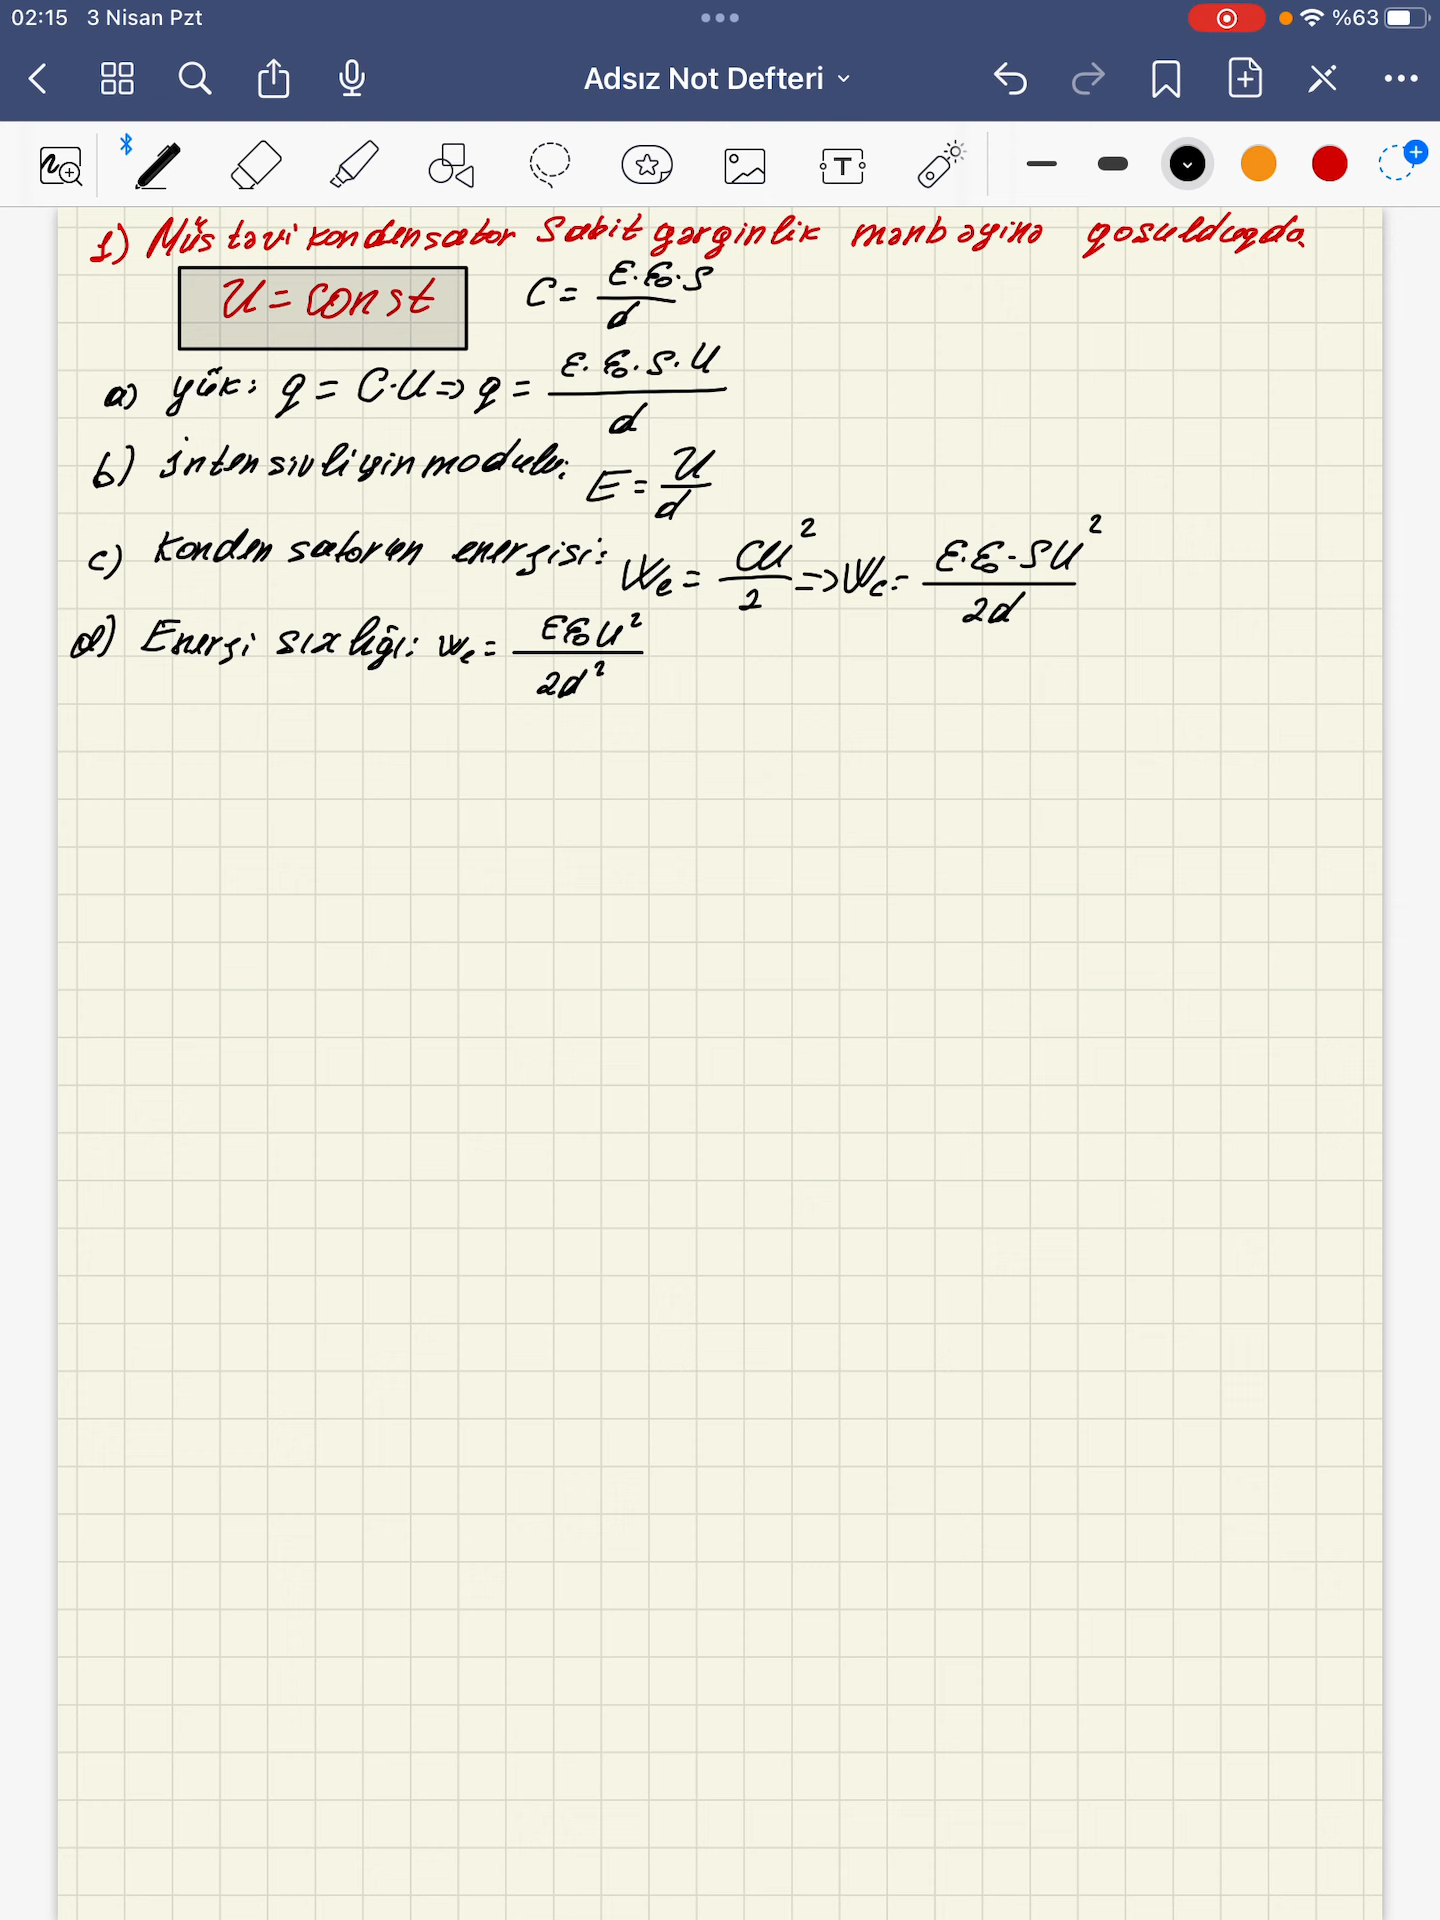 02:15 3 Nisan Pzt %63
Adsız Not Defteri
1) Müstəvi kondensator Sabit gərginlik mənbəyinə qoşulduqda.
U = const C = ε·ε₀·S / d
a) yük: q = C·U => q = ε·ε₀·S·U / d
b) intensivliyin modulu: E = U / d
c) Kondensatorun enerjisi: Wₑ = CU² / 2 => Wₑ = ε·ε₀·SU² / 2d
d) Enerji sıxlığı: wₑ = εε₀U² / 2d²